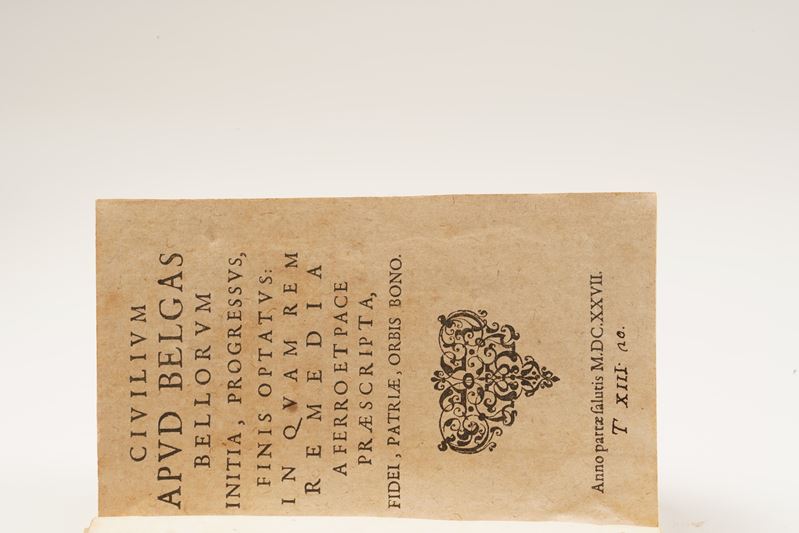 CIVILIVM
APVD BELGAS
BELLORVM
INITIA, PROGRESSVS,
FINIS OPTATVS:
IN QVAM REM
REMEDIA
A FERRO ET PACE
PRÆSCRIPTA,
FIDEI, PATRIÆ, ORBIS BONO.
Anno partæ salutis M.DC.XXVII.
T XIII